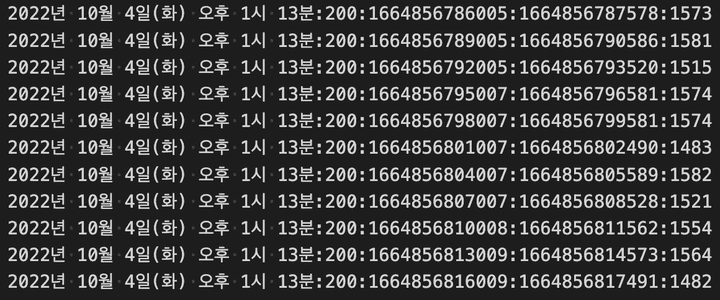 2022년 10월 4일(화) 오후 1시 13분:200:1664856786005:1664856787578:1573
2022년 10월 4일(화) 오후 1시 13분:200:1664856789005:1664856790586:1581
2022년 10월 4일(화) 오후 1시 13분:200:1664856792005:1664856793520:1515
2022년 10월 4일(화) 오후 1시 13분:200:1664856795007:1664856796581:1574
2022년 10월 4일(화) 오후 1시 13분:200:1664856798007:1664856799581:1574
2022년 10월 4일(화) 오후 1시 13분:200:1664856801007:1664856802490:1483
2022년 10월 4일(화) 오후 1시 13분:200:1664856804007:1664856805589:1582
2022년 10월 4일(화) 오후 1시 13분:200:1664856807007:1664856808528:1521
2022년 10월 4일(화) 오후 1시 13분:200:1664856810008:1664856811562:1554
2022년 10월 4일(화) 오후 1시 13분:200:1664856813009:1664856814573:1564
2022년 10월 4일(화) 오후 1시 13분:200:1664856816009:1664856817491:1482